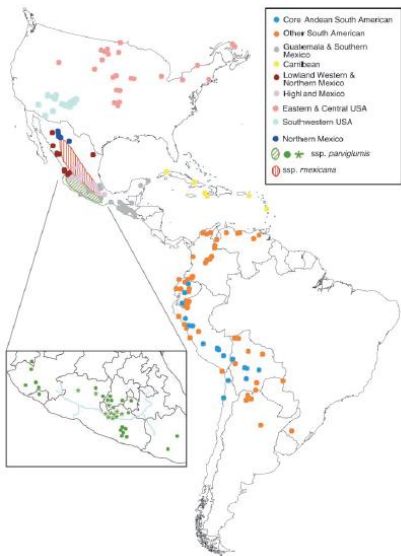 Core Andean South American
Other South American
Guatemala & Southern
Mexico
Carribean
Lowland Western &
Northern Mexico
Highland Mexico
Eastern & Central USA
Southwestern USA
Northern Mexico
ssp. parviglumis
ssp. mexicana